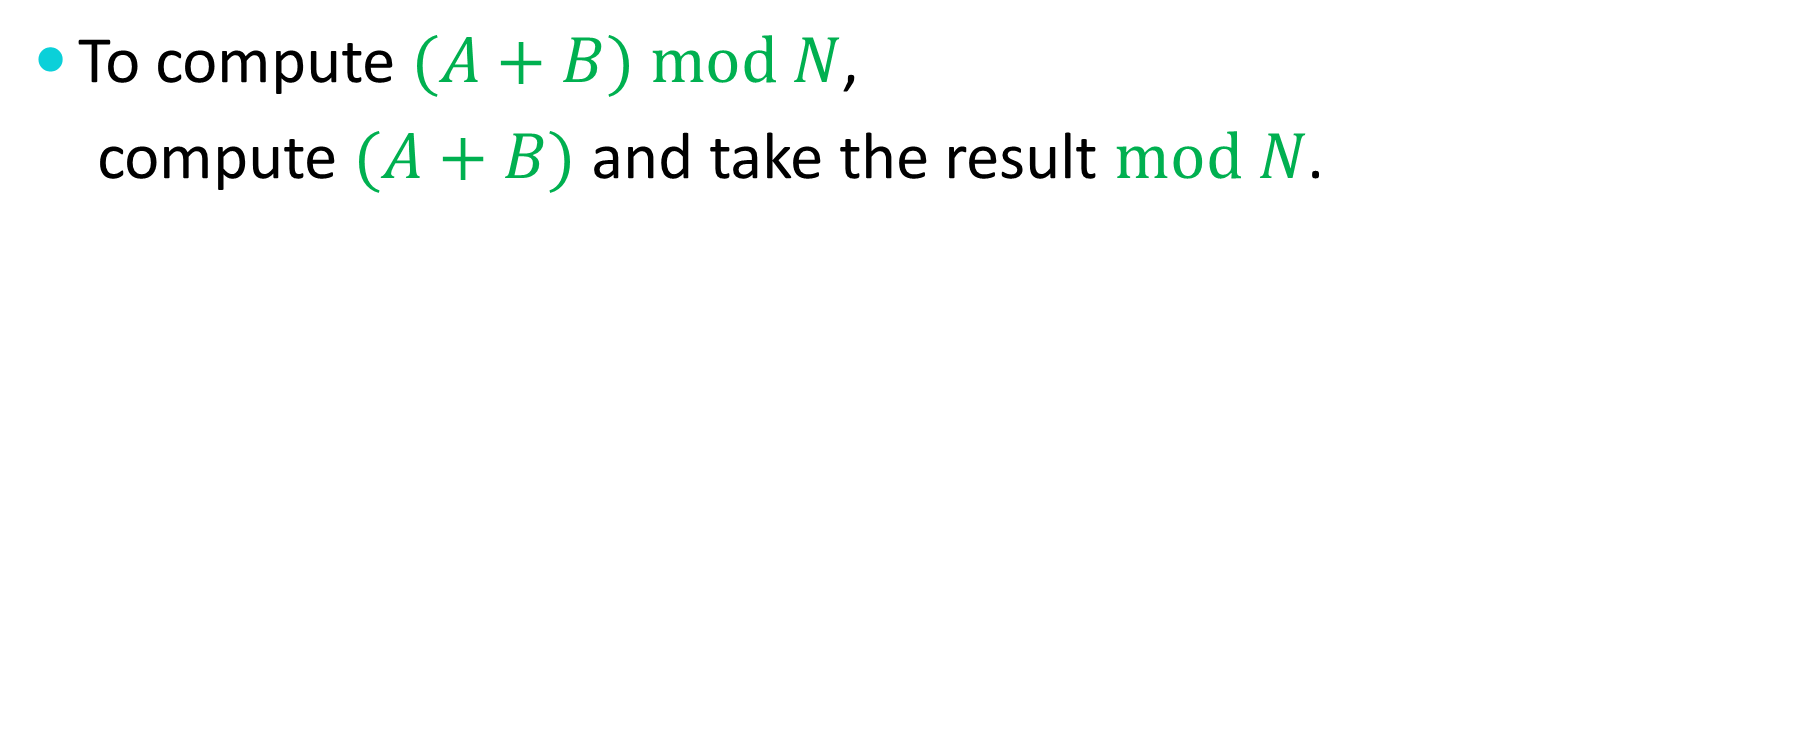 • To compute (A + B) mod N,
compute (A + B) and take the result mod N.